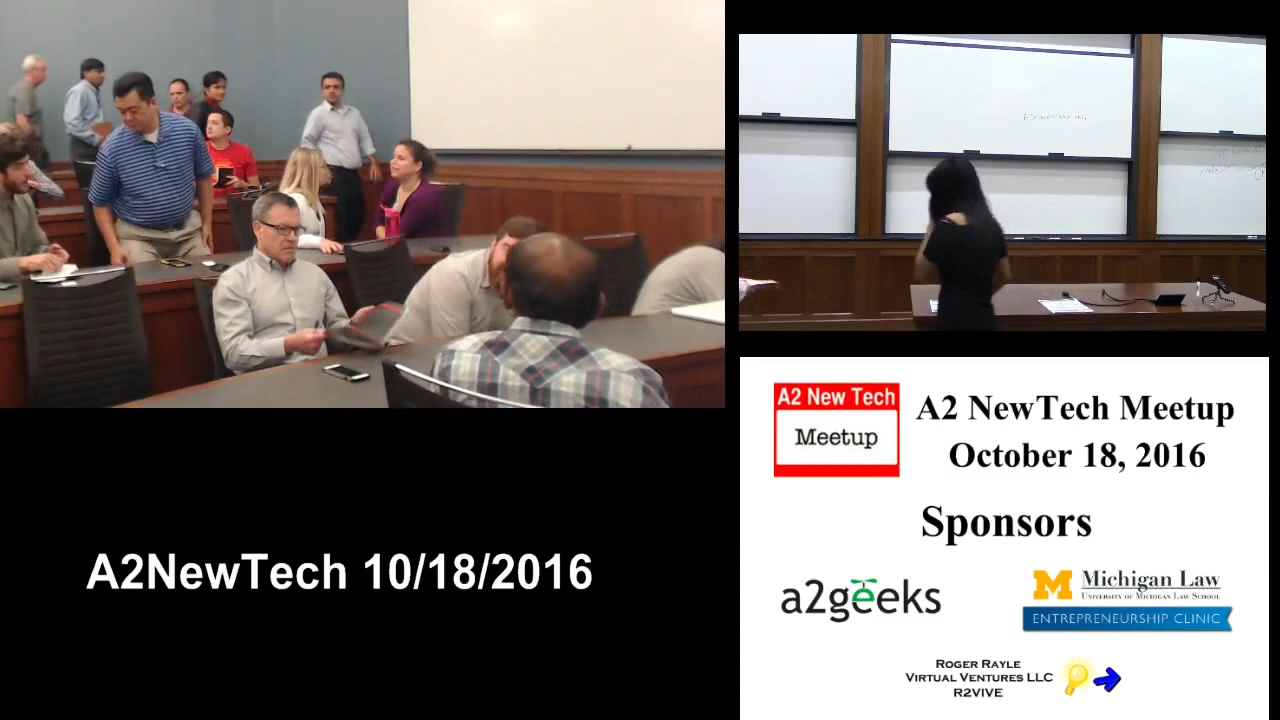 A2 New Tech
Meetup
A2 NewTech Meetup
October 18, 2016
Sponsors
a2geeks
M Michigan Law
University of Michigan Law School
Entrepreneurship Clinic
Roger Rayle
Virtual Ventures LLC
R2VIVE
A2NewTech 10/18/2016